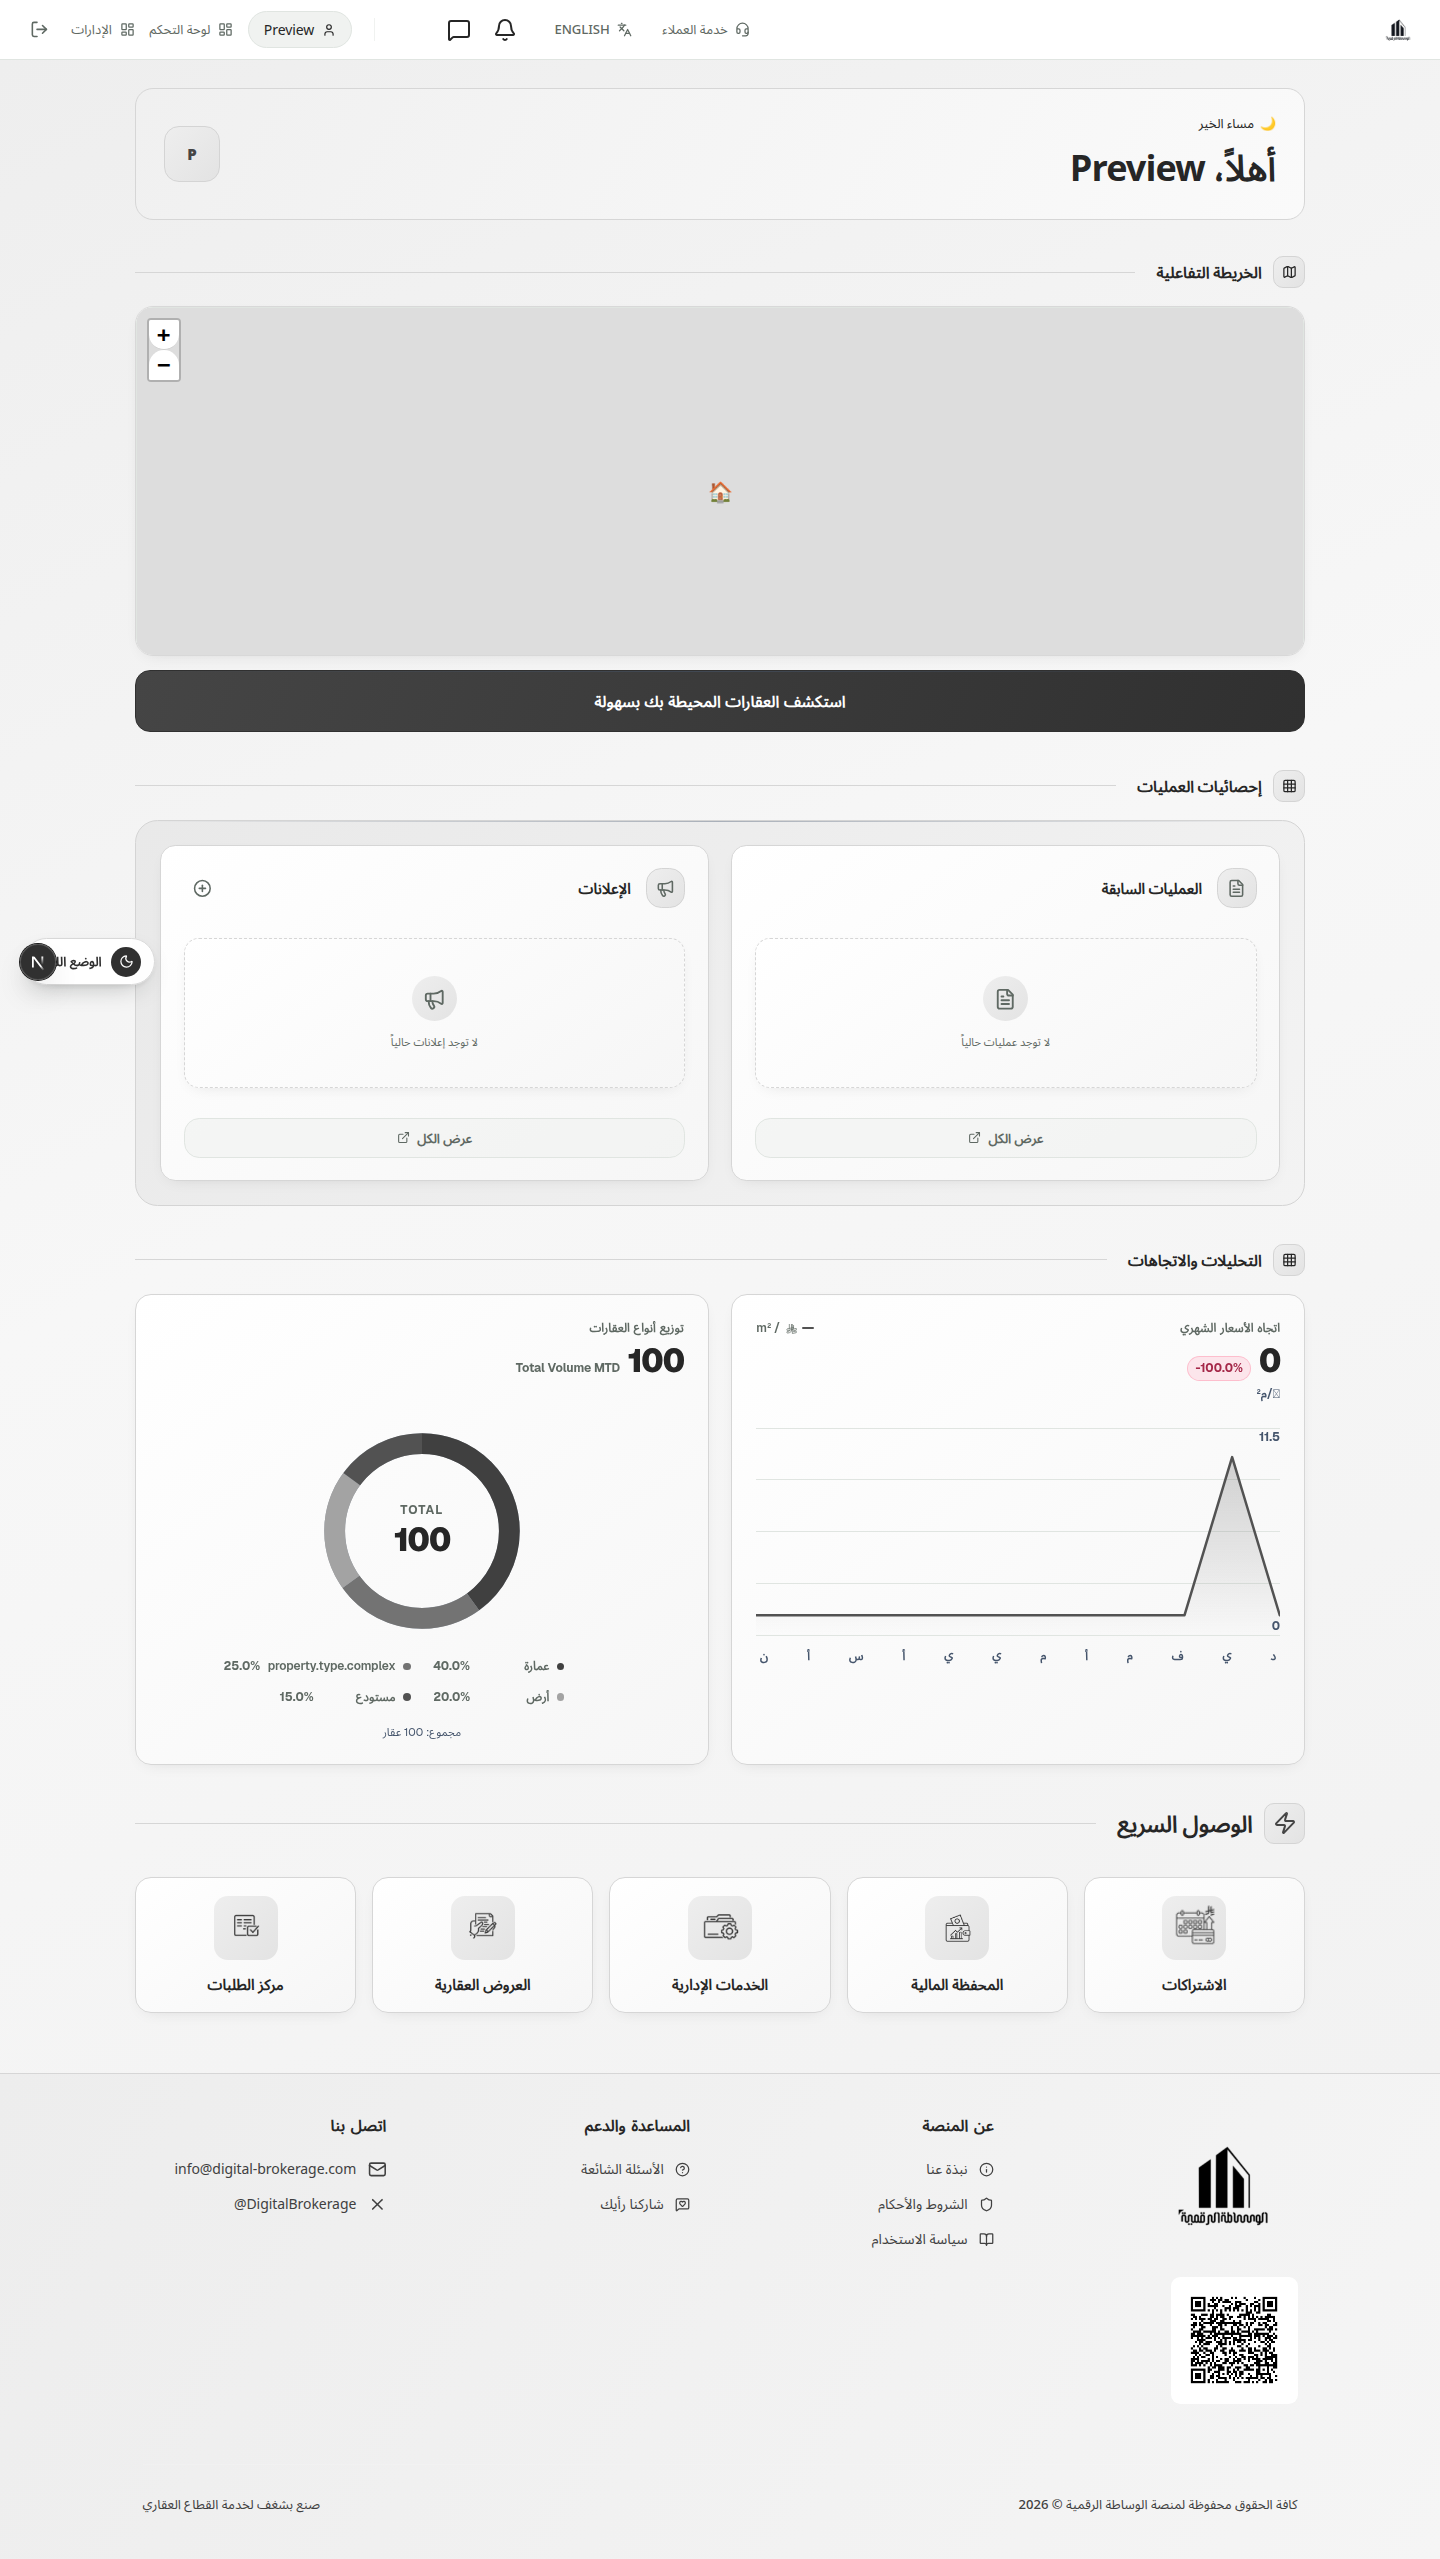 خدمة العملاء
ENGLISH
Preview
لوحة التحكم
الإدارات
مساء الخير
أهلاً، Preview
P
الخريطة التفاعلية
+
−
استكشف العقارات المحيطة بك بسهولة
إحصائيات العمليات
العمليات السابقة
لا توجد عمليات حالياً
عرض الكل
الإعلانات
لا توجد إعلانات حالياً
عرض الكل
الوضع
N
التحليلات والاتجاهات
اتجاه الأسعار الشهري
— / m²
0 -100.0%
/م²
11.5
0
د ي ف م أ م ي ي أ س أ ن
توزيع أنواع العقارات
100 Total Volume MTD
TOTAL
100
عمارة 40.0%
property.type.complex 25.0%
أرض 20.0%
مستودع 15.0%
مجموع: 100 عقار
الوصول السريع
الاشتراكات
المحفظة المالية
الخدمات الإدارية
العروض العقارية
مركز الطلبات
الوساطة الرقمية
عن المنصة
نبذة عنا
الشروط والأحكام
سياسة الاستخدام
المساعدة والدعم
الأسئلة الشائعة
شاركنا رأيك
اتصل بنا
info@digital-brokerage.com
@DigitalBrokerage
كافة الحقوق محفوظة لمنصة الوساطة الرقمية © 2026
صنع بشغف لخدمة القطاع العقاري